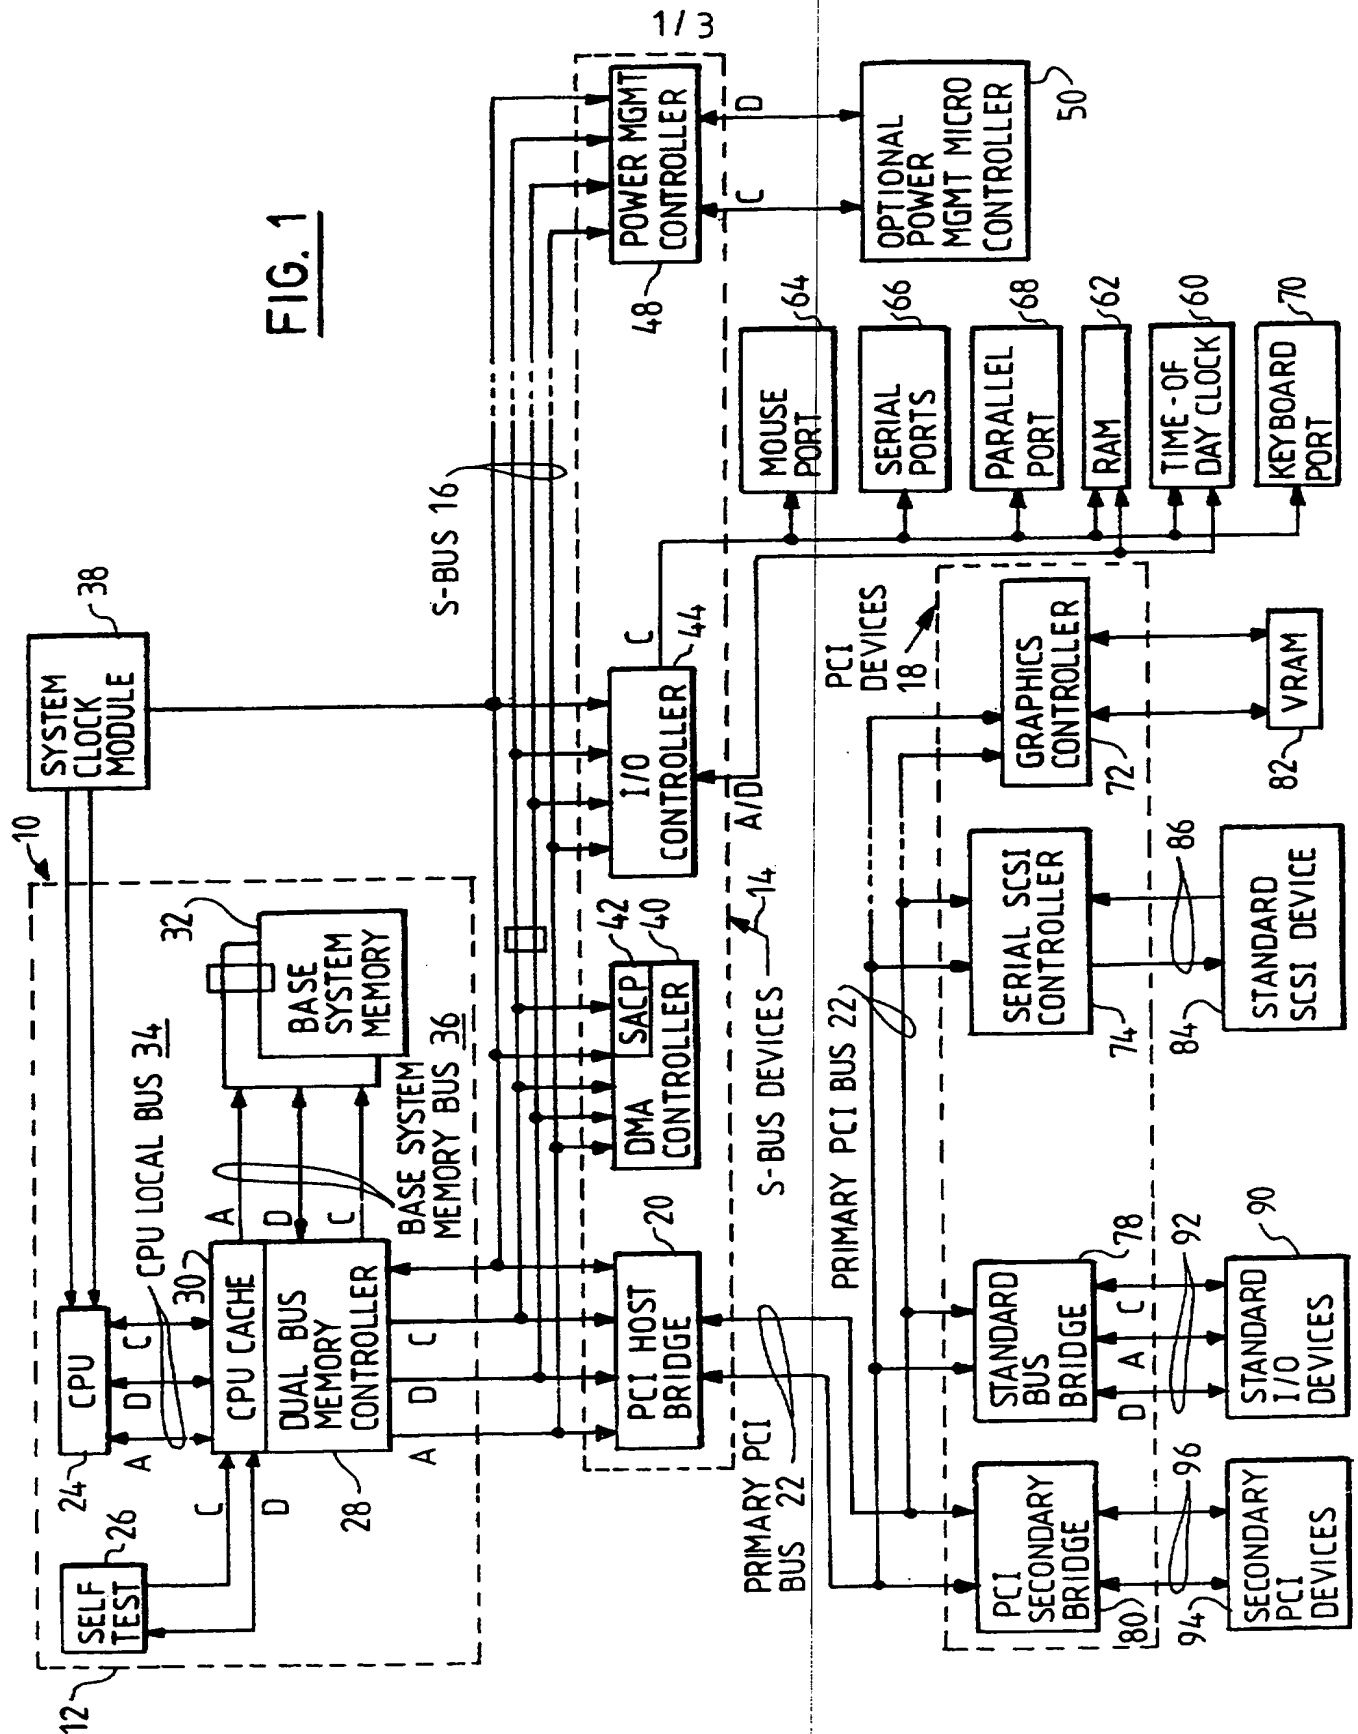 1/3
FIG. 1
10
12
SYSTEM
CLOCK
MODULE
38
CPU
24
A
D
C
CPU LOCAL BUS 34
SELF
TEST
26
C
D
30
CPU CACHE
DUAL BUS
MEMORY
CONTROLLER
28
A
D
C
BASE
SYSTEM
MEMORY
32
BASE SYSTEM
MEMORY BUS 36
A
D
C
S-BUS 16
PCI HOST
BRIDGE
20
DMA
CONTROLLER
SACP
42
40
I/O
CONTROLLER
44
C
A/D
POWER MGMT
CONTROLLER
48
C
D
OPTIONAL
POWER
MGMT MICRO
CONTROLLER
50
S-BUS DEVICES
14
MOUSE
PORT
64
SERIAL
PORTS
66
PARALLEL
PORT
68
RAM
62
TIME-OF
DAY CLOCK
60
KEYBOARD
PORT
70
PRIMARY PCI
BUS 22
PRIMARY PCI BUS 22
PCI
DEVICES
18
PCI
SECONDARY
BRIDGE
80
STANDARD
BUS
BRIDGE
78
SERIAL SCSI
CONTROLLER
74
GRAPHICS
CONTROLLER
72
96
D
A
C
92
86
94
SECONDARY
PCI
DEVICES
STANDARD
I/O
DEVICES
90
84
STANDARD
SCSI DEVICE
82
VRAM